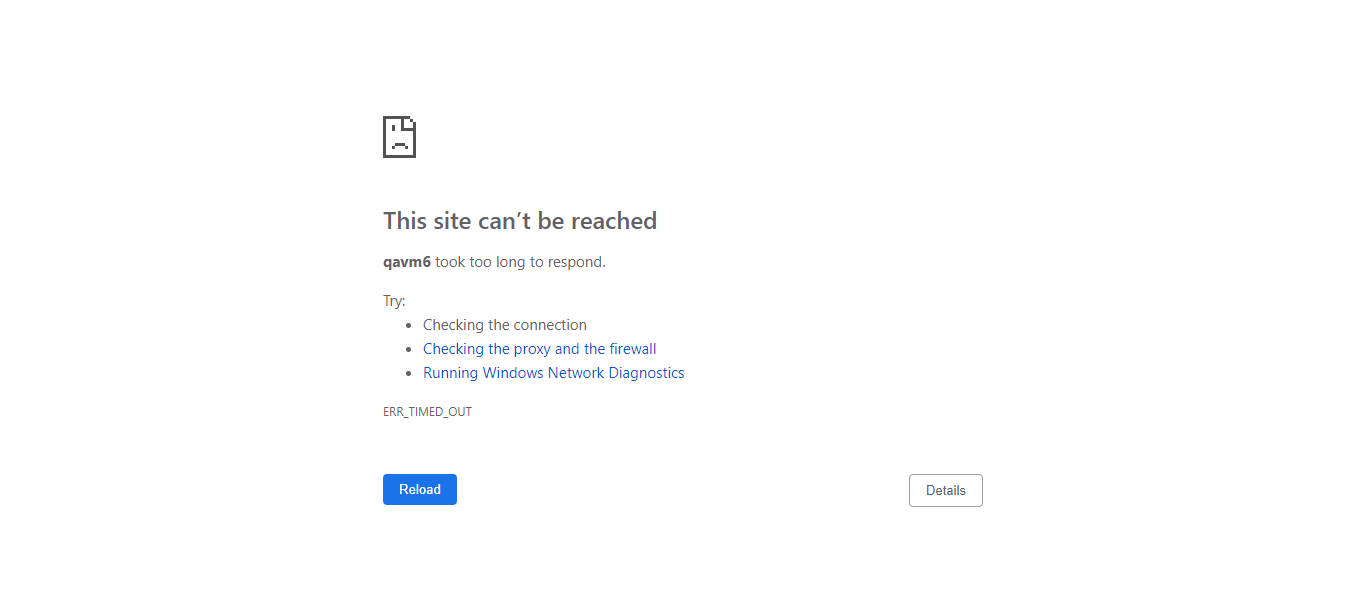 This site can’t be reached
qavm6 took too long to respond.
Try:
• Checking the connection
• Checking the proxy and the firewall
• Running Windows Network Diagnostics
ERR_TIMED_OUT
Reload
Details